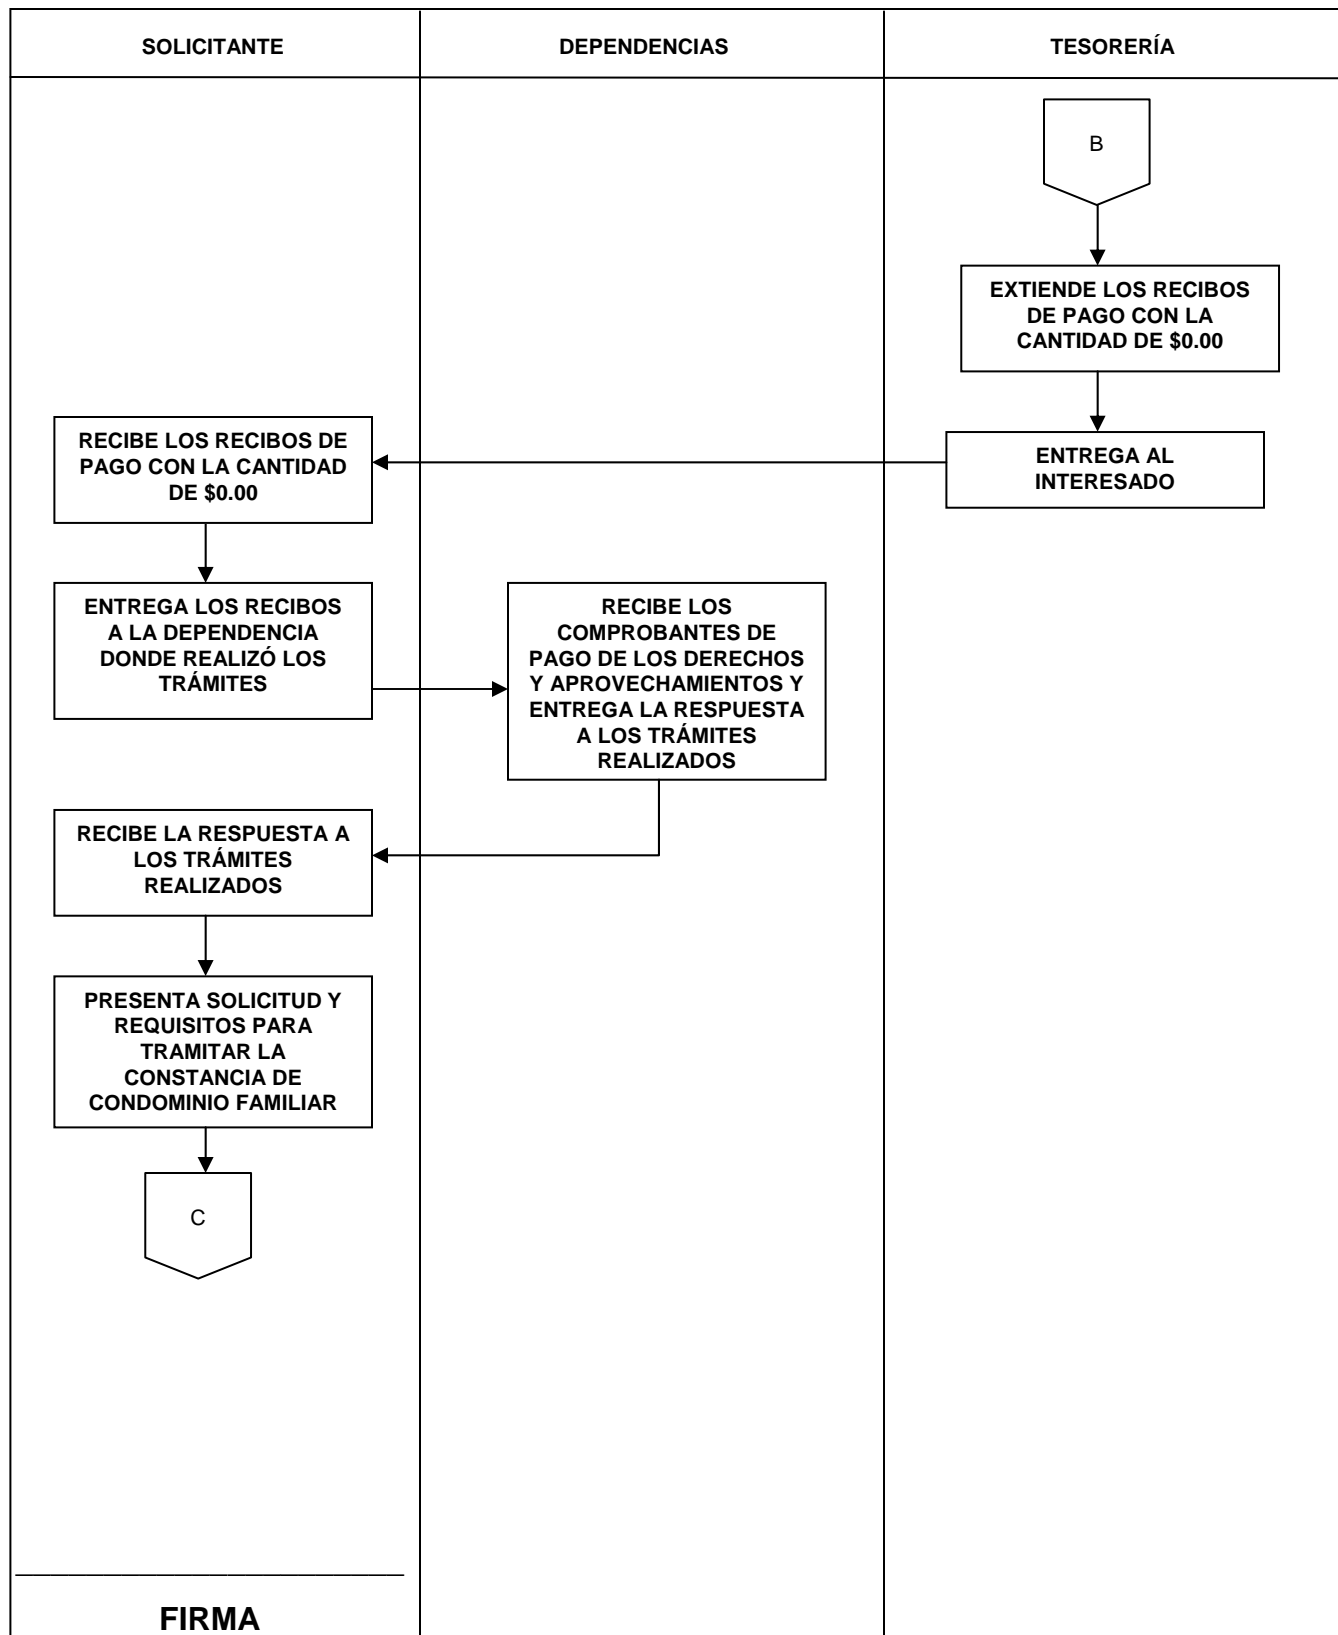 SOLICITANTE
DEPENDENCIAS
TESORERÍA
B
EXTIENDE LOS RECIBOS
DE PAGO CON LA
CANTIDAD DE $0.00
ENTREGA AL
INTERESADO
RECIBE LOS RECIBOS DE
PAGO CON LA CANTIDAD
DE $0.00
ENTREGA LOS RECIBOS
A LA DEPENDENCIA
DONDE REALIZÓ LOS
TRÁMITES
RECIBE LOS
COMPROBANTES DE
PAGO DE LOS DERECHOS
Y APROVECHAMIENTOS Y
ENTREGA LA RESPUESTA
A LOS TRÁMITES
REALIZADOS
RECIBE LA RESPUESTA A
LOS TRÁMITES
REALIZADOS
PRESENTA SOLICITUD Y
REQUISITOS PARA
TRAMITAR LA
CONSTANCIA DE
CONDOMINIO FAMILIAR
C
FIRMA